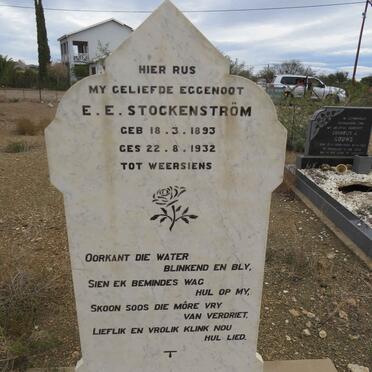 HIER RUS
MY GELIEFDE EGGENOOT
E. E. STOCKENSTRÖM
GEB 18.3.1893
GES 22.8.1932
TOT WEERSIENS
OORKANT DIE WATER
BLINKEND EN BLY,
SIEN EK BEMINDES WAG
HUL OP MY,
SKOON SOOS DIE MÔRE VRY
VAN VERDRIET,
LIEFLIK EN VROLIK KLINK NOU
HUL LIED.